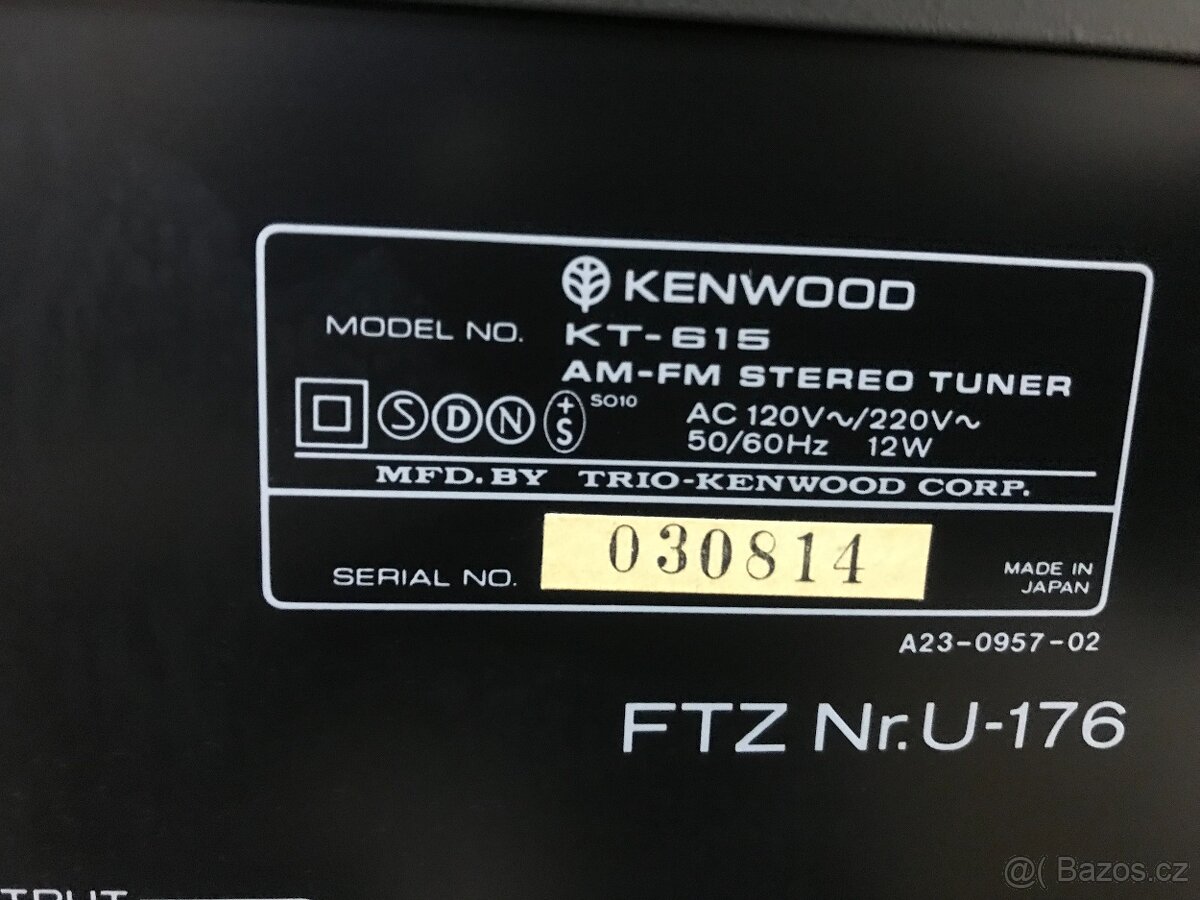 KENWOOD
MODEL NO. KT-615
AM-FM STEREO TUNER
S D N +S SO10 AC 120V~/220V~
50/60Hz 12W
MFD. BY TRIO-KENWOOD CORP.
SERIAL NO. 030814 MADE IN
JAPAN
A23-0957-02
FTZ Nr. U-176
@( Bazos.cz